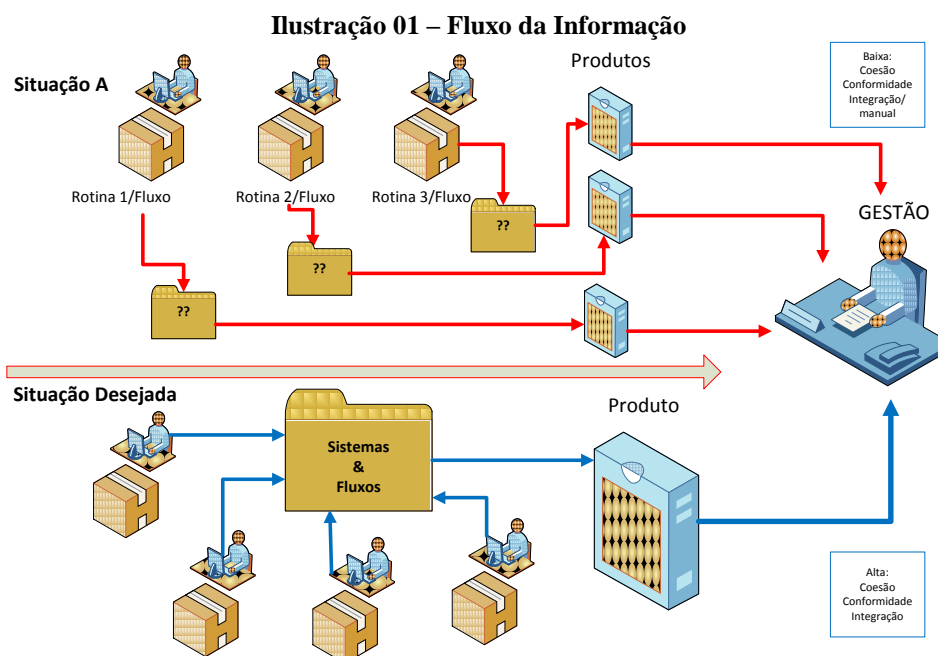 Ilustração 01 – Fluxo da Informação
Situação A
Produtos
Baixa:
Coesão
Conformidade
Integração/
manual
Rotina 1/Fluxo
Rotina 2/Fluxo
Rotina 3/Fluxo
??
??
??
GESTÃO
Situação Desejada
Produto
Sistemas
&
Fluxos
Alta:
Coesão
Conformidade
Integração